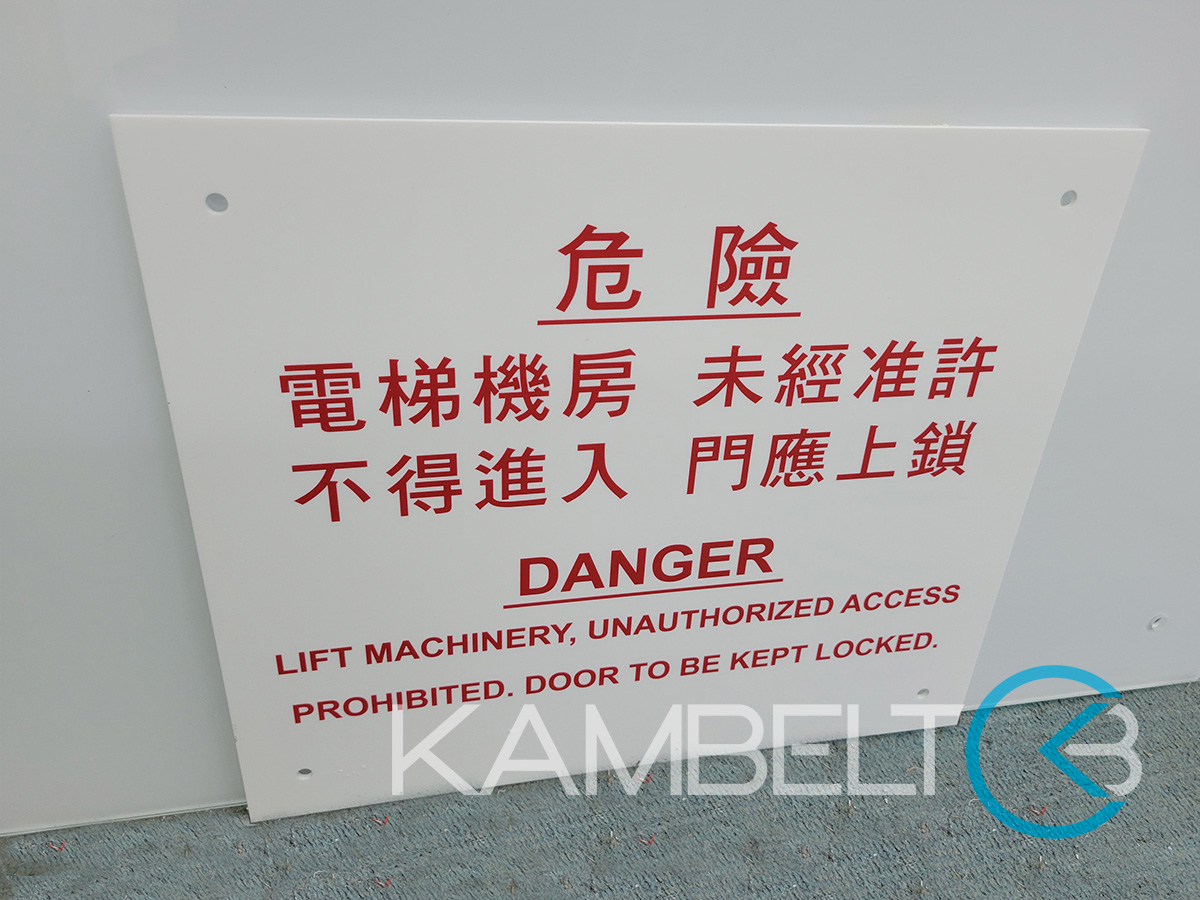 危 險
電梯機房 未經准許
不得進入 門應上鎖
DANGER
LIFT MACHINERY, UNAUTHORIZED ACCESS
PROHIBITED. DOOR TO BE KEPT LOCKED.
KAMBELT